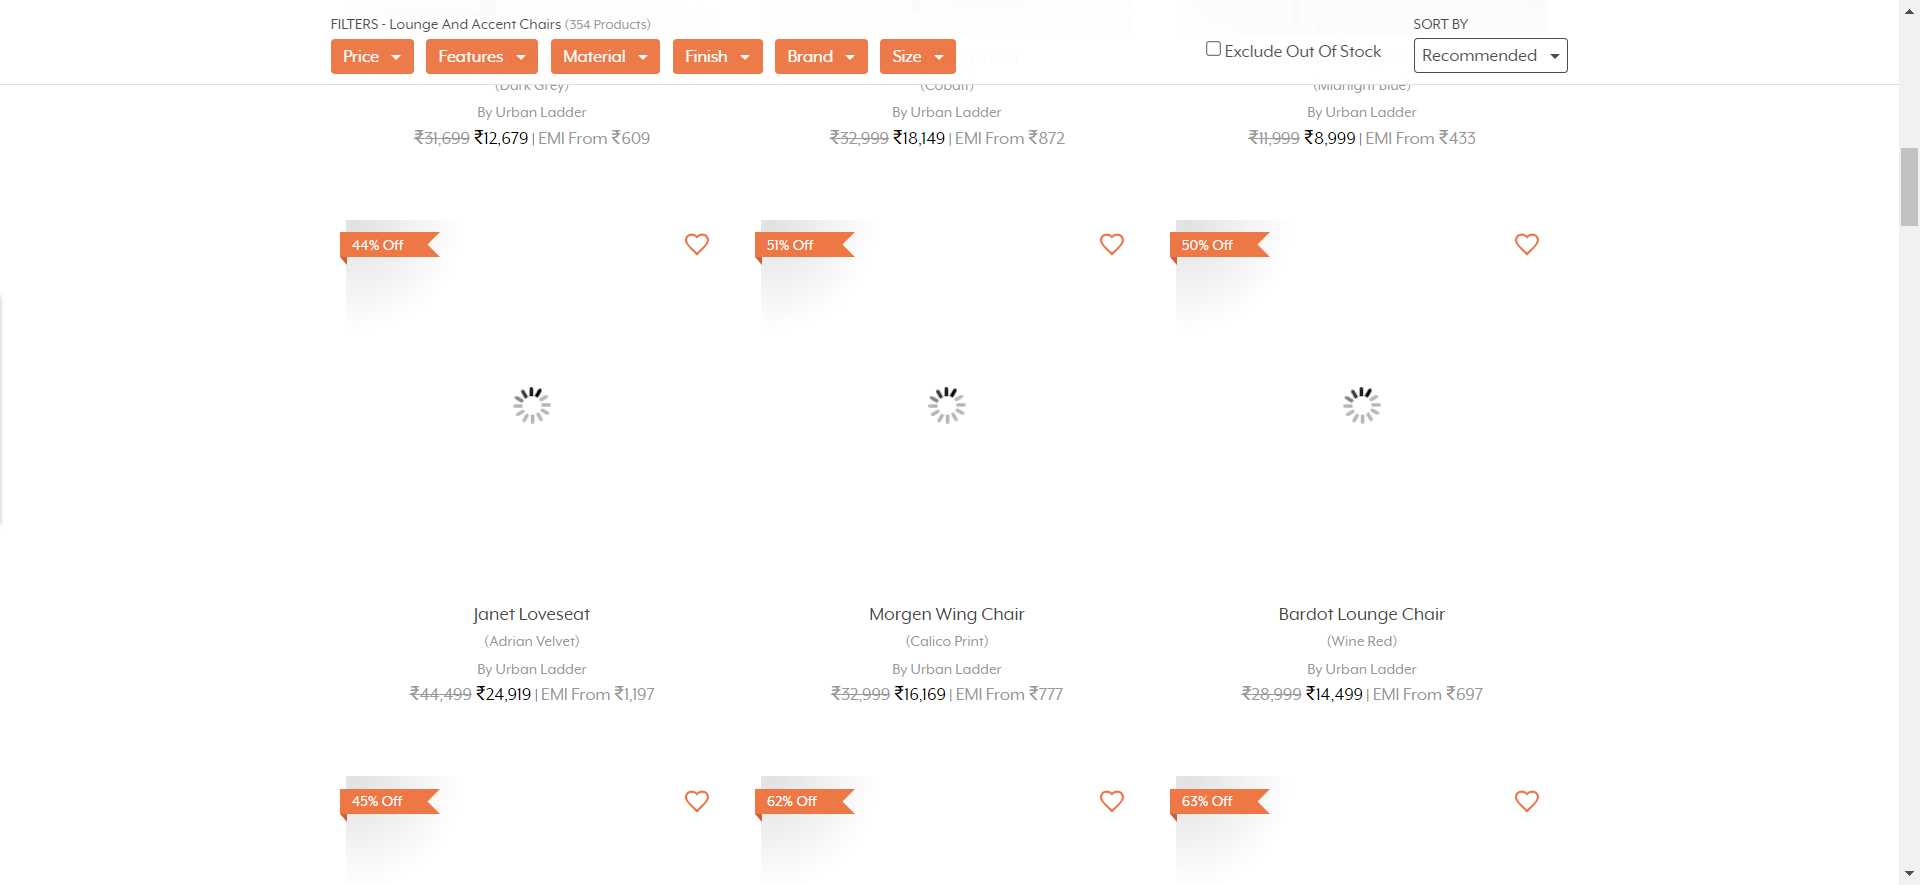 FILTERS - Lounge And Accent Chairs (354 Products)
SORT BY
Price
Features
Material
Finish
Brand
Size
Exclude Out Of Stock
Recommended
(Dark Grey)
(Cobalt)
(Midnight Blue)
By Urban Ladder
By Urban Ladder
By Urban Ladder
₹31,699 ₹12,679 | EMI From ₹609
₹32,999 ₹18,149 | EMI From ₹872
₹11,999 ₹8,999 | EMI From ₹433
44% Off
51% Off
50% Off
Janet Loveseat
(Adrian Velvet)
By Urban Ladder
₹44,499 ₹24,919 | EMI From ₹1,197
Morgen Wing Chair
(Calico Print)
By Urban Ladder
₹32,999 ₹16,169 | EMI From ₹777
Bardot Lounge Chair
(Wine Red)
By Urban Ladder
₹28,999 ₹14,499 | EMI From ₹697
45% Off
62% Off
63% Off